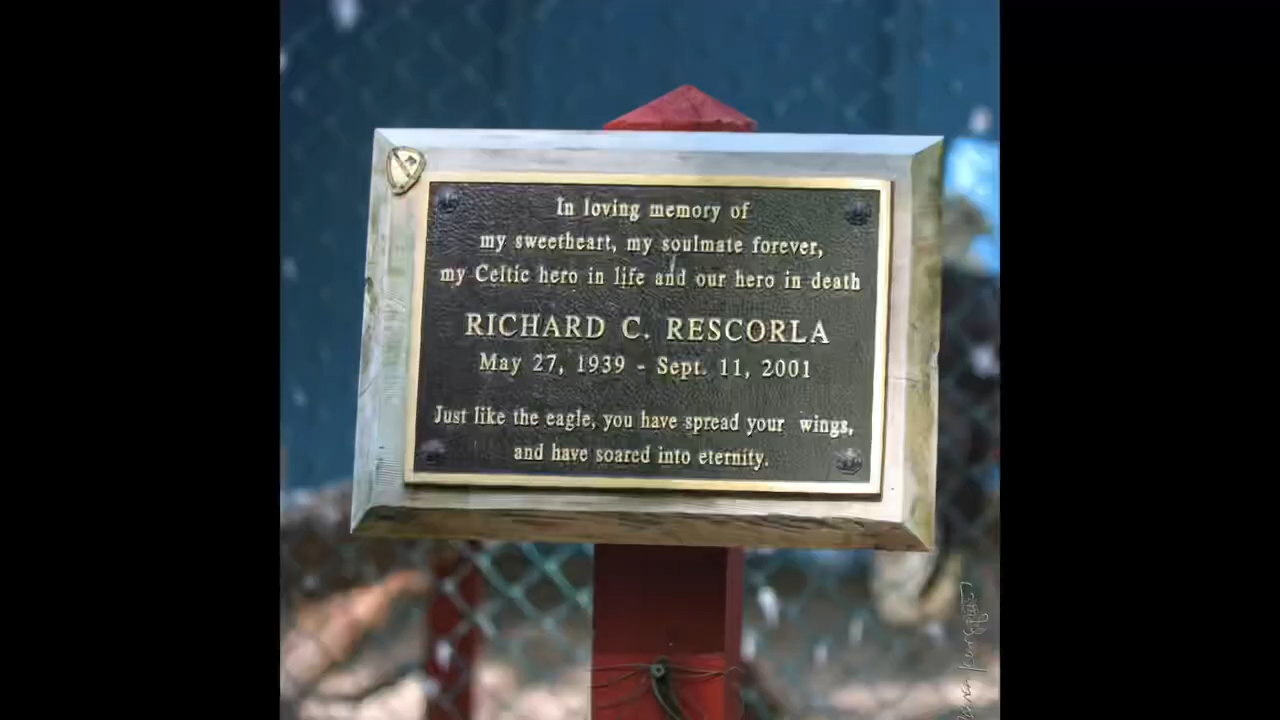 In loving memory of
my sweetheart, my soulmate forever,
my Celtic hero in life and our hero in death
RICHARD C. RESCORLA
May 27, 1939 - Sept. 11, 2001
Just like the eagle, you have spread your wings,
and have soared into eternity.